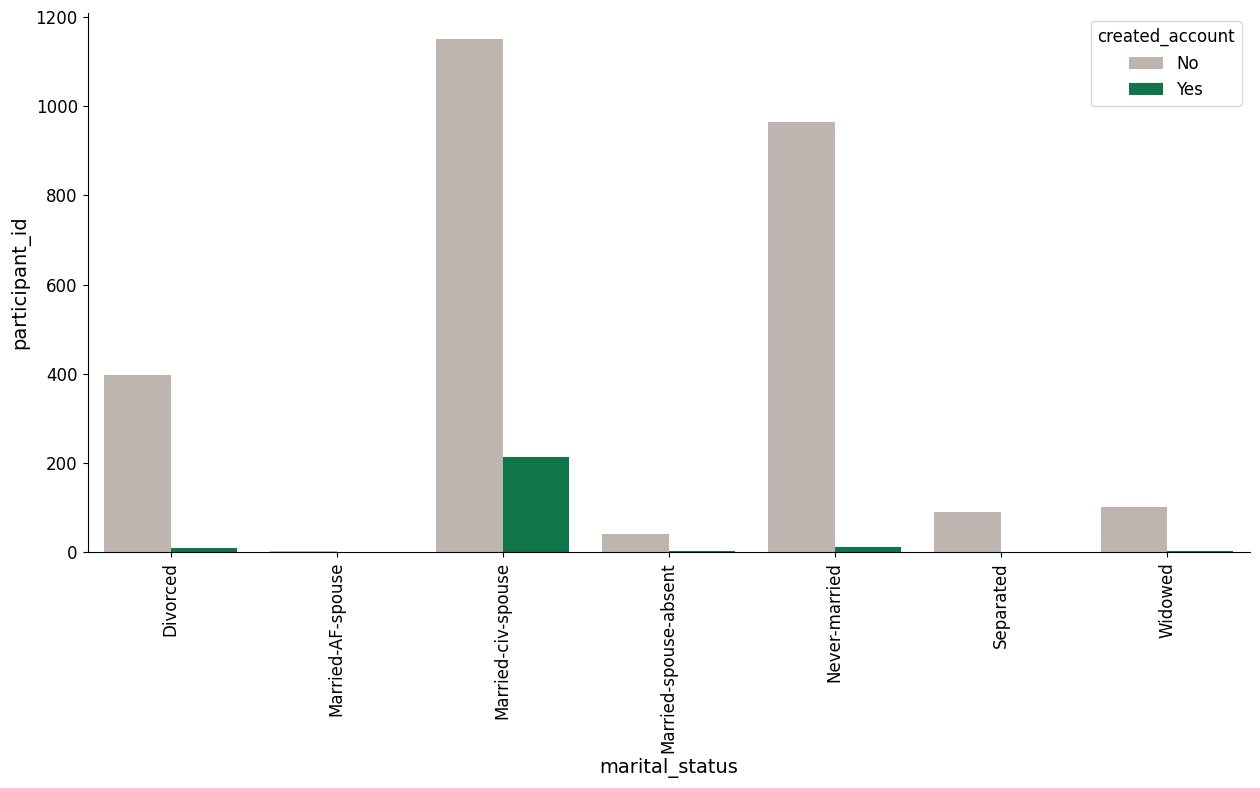 created_account
No
Yes
participant_id
1200
1000
800
600
400
200
0
Divorced
Married-AF-spouse
Married-civ-spouse
Married-spouse-absent
Never-married
Separated
Widowed
marital_status